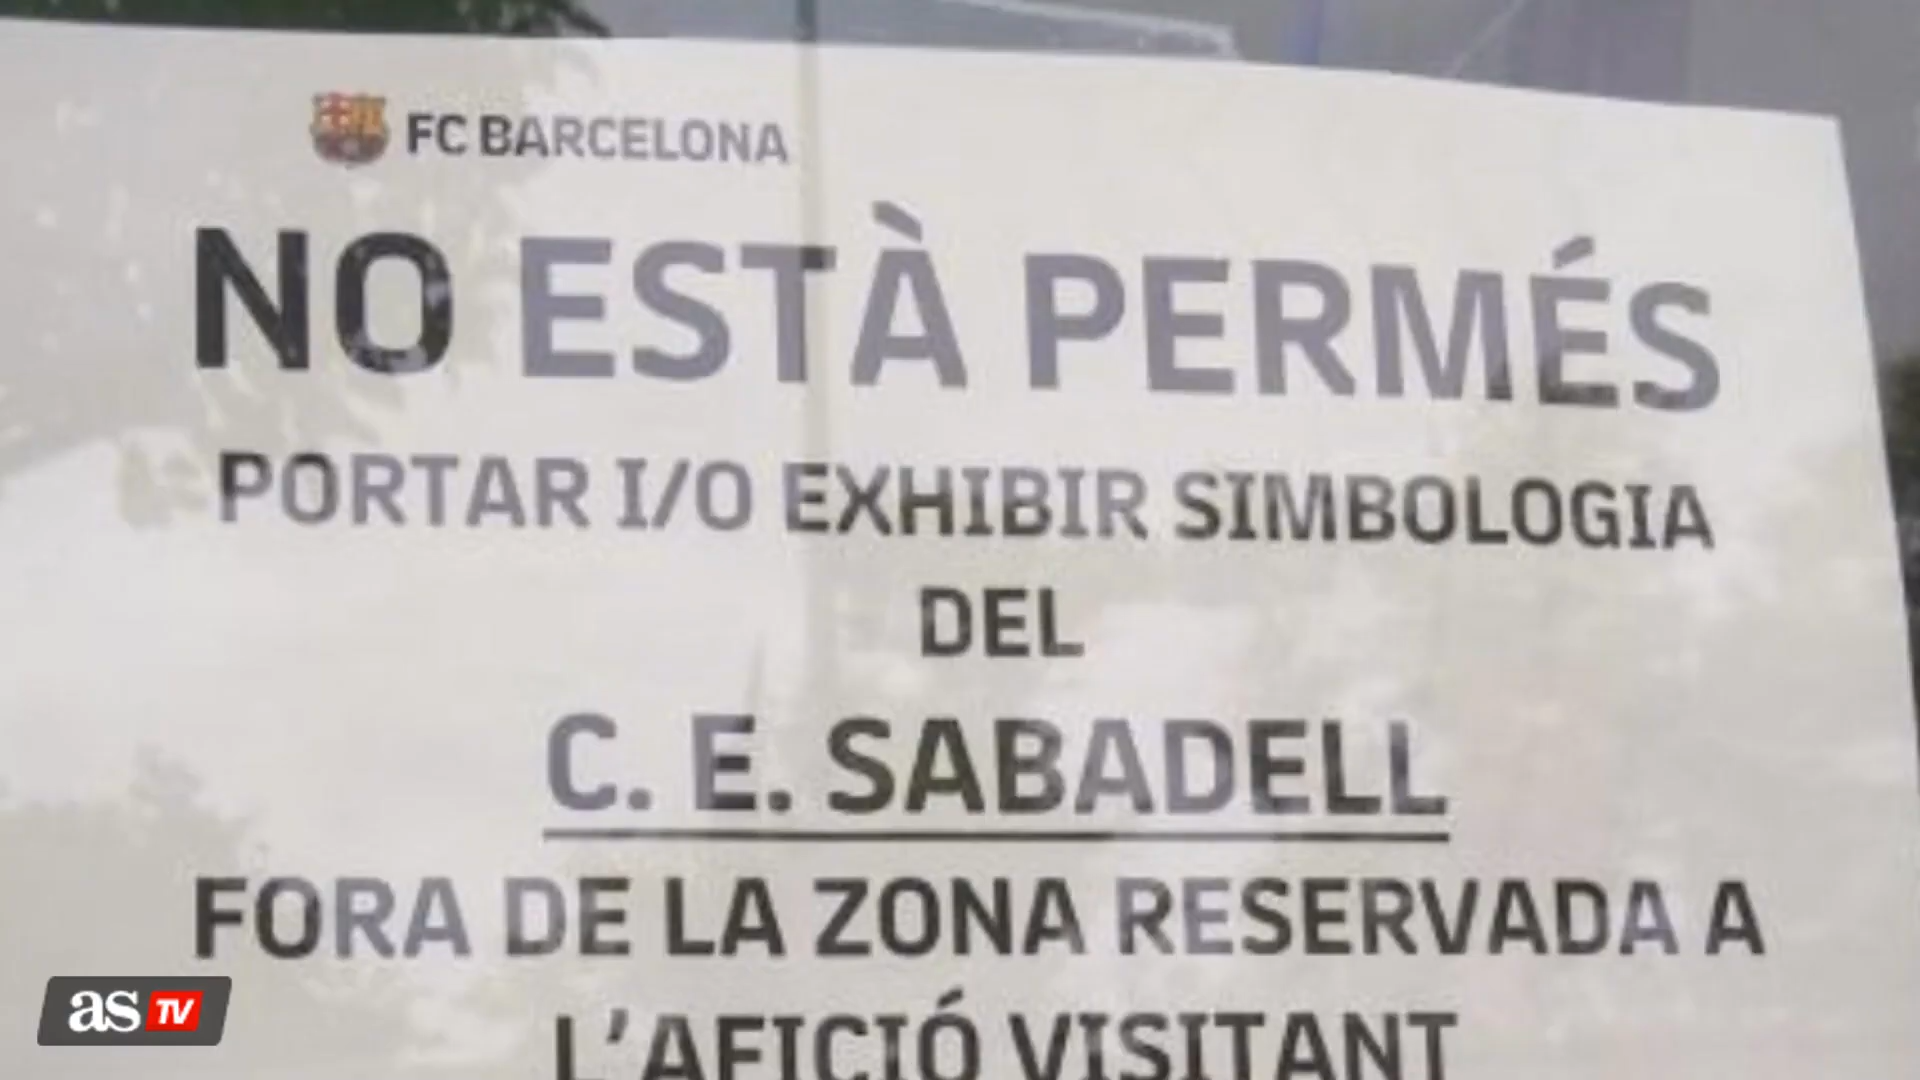 FC BARCELONA
NO ESTÀ PERMÉS
PORTAR I/O EXHIBIR SIMBOLOGIA
DEL
C. E. SABADELL
FORA DE LA ZONA RESERVADA A
L'AFICIÓ VISITANT
as TV